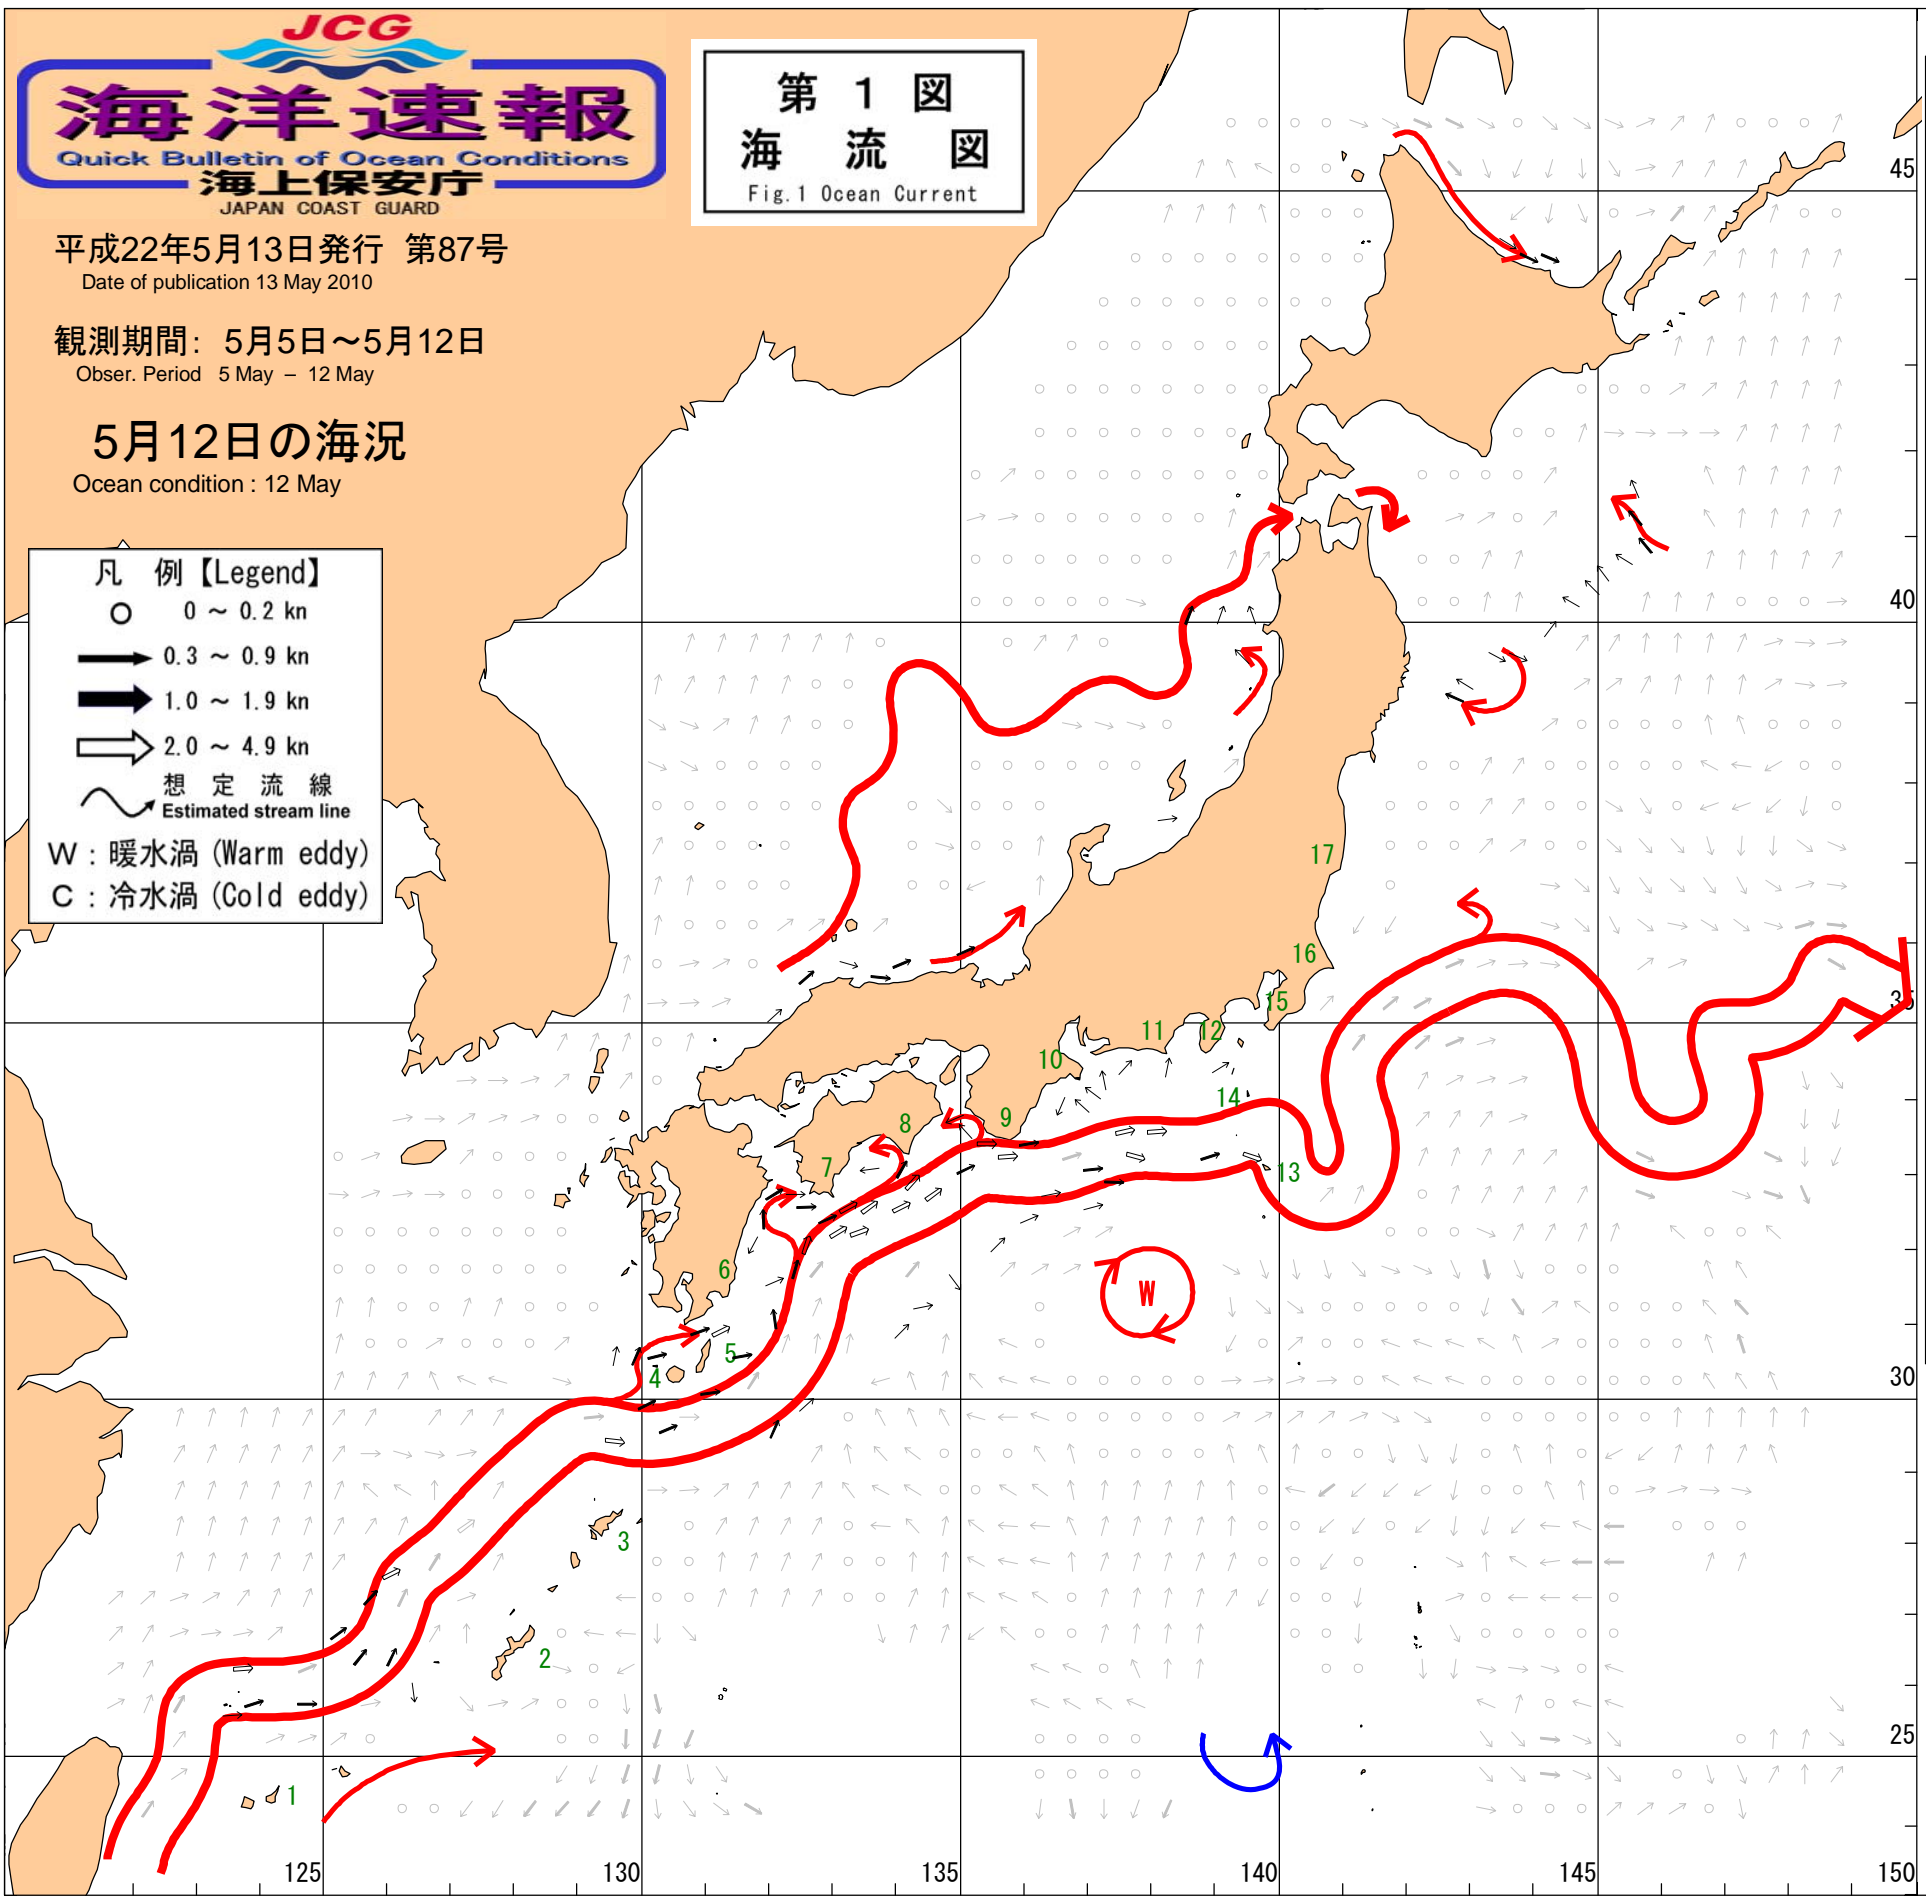 JCG
海洋速報
Quick Bulletin of Ocean Conditions
海上保安庁
JAPAN COAST GUARD
第 1 図
海 流 図
Fig.1 Ocean Current
平成22年5月13日発行 第87号
Date of publication 13 May 2010
観測期間: 5月5日～5月12日
Obser. Period 5 May – 12 May
5月12日の海況
Ocean condition : 12 May
凡 例【Legend】
0 ～ 0.2 kn
0.3 ～ 0.9 kn
1.0 ～ 1.9 kn
2.0 ～ 4.9 kn
想 定 流 線
Estimated stream line
W : 暖水渦 (Warm eddy)
C : 冷水渦 (Cold eddy)
45
40
17
16
35
15
12
11
10
14
9
8
7
13
6
W
5
4
30
3
2
25
1
125
130
135
140
145
150